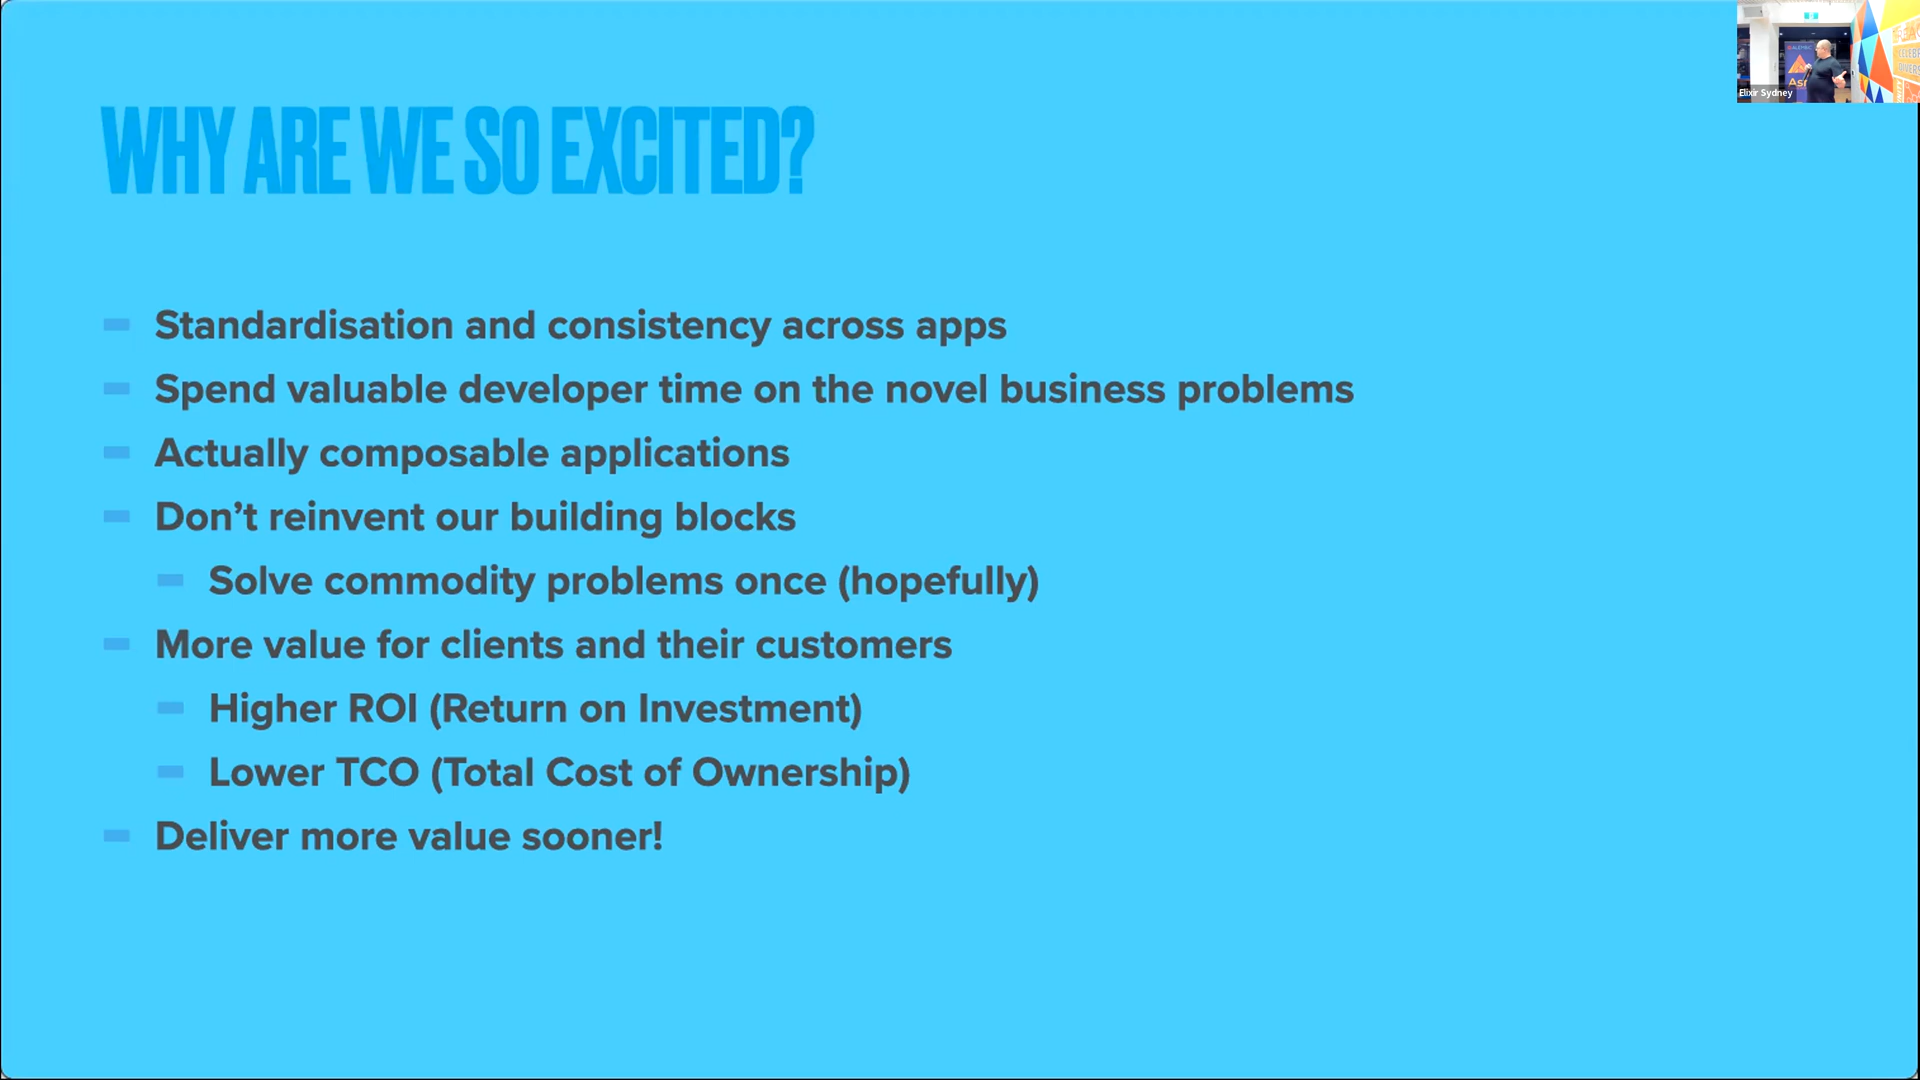 WHY ARE WE SO EXCITED?
Standardisation and consistency across apps
Spend valuable developer time on the novel business problems
Actually composable applications
Don’t reinvent our building blocks
Solve commodity problems once (hopefully)
More value for clients and their customers
Higher ROI (Return on Investment)
Lower TCO (Total Cost of Ownership)
Deliver more value sooner!
Elixir Sydney